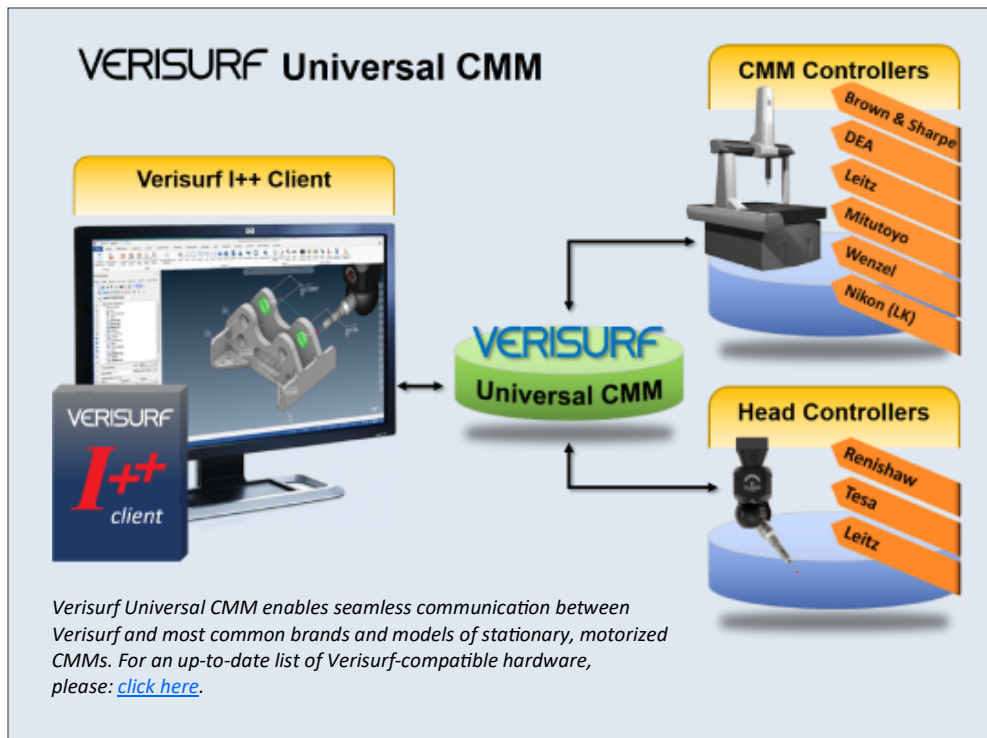 VERISURF Universal CMM
Verisurf I++ Client
VERISURF
I++
client
VERISURF
Universal CMM
CMM Controllers
Brown & Sharpe
DEA
Leitz
Mitutoyo
Wenzel
Nikon (LK)
Head Controllers
Renishaw
Tesa
Leitz
Verisurf Universal CMM enables seamless communication between
Verisurf and most common brands and models of stationary, motorized
CMMs. For an up-to-date list of Verisurf-compatible hardware,
please: click here.